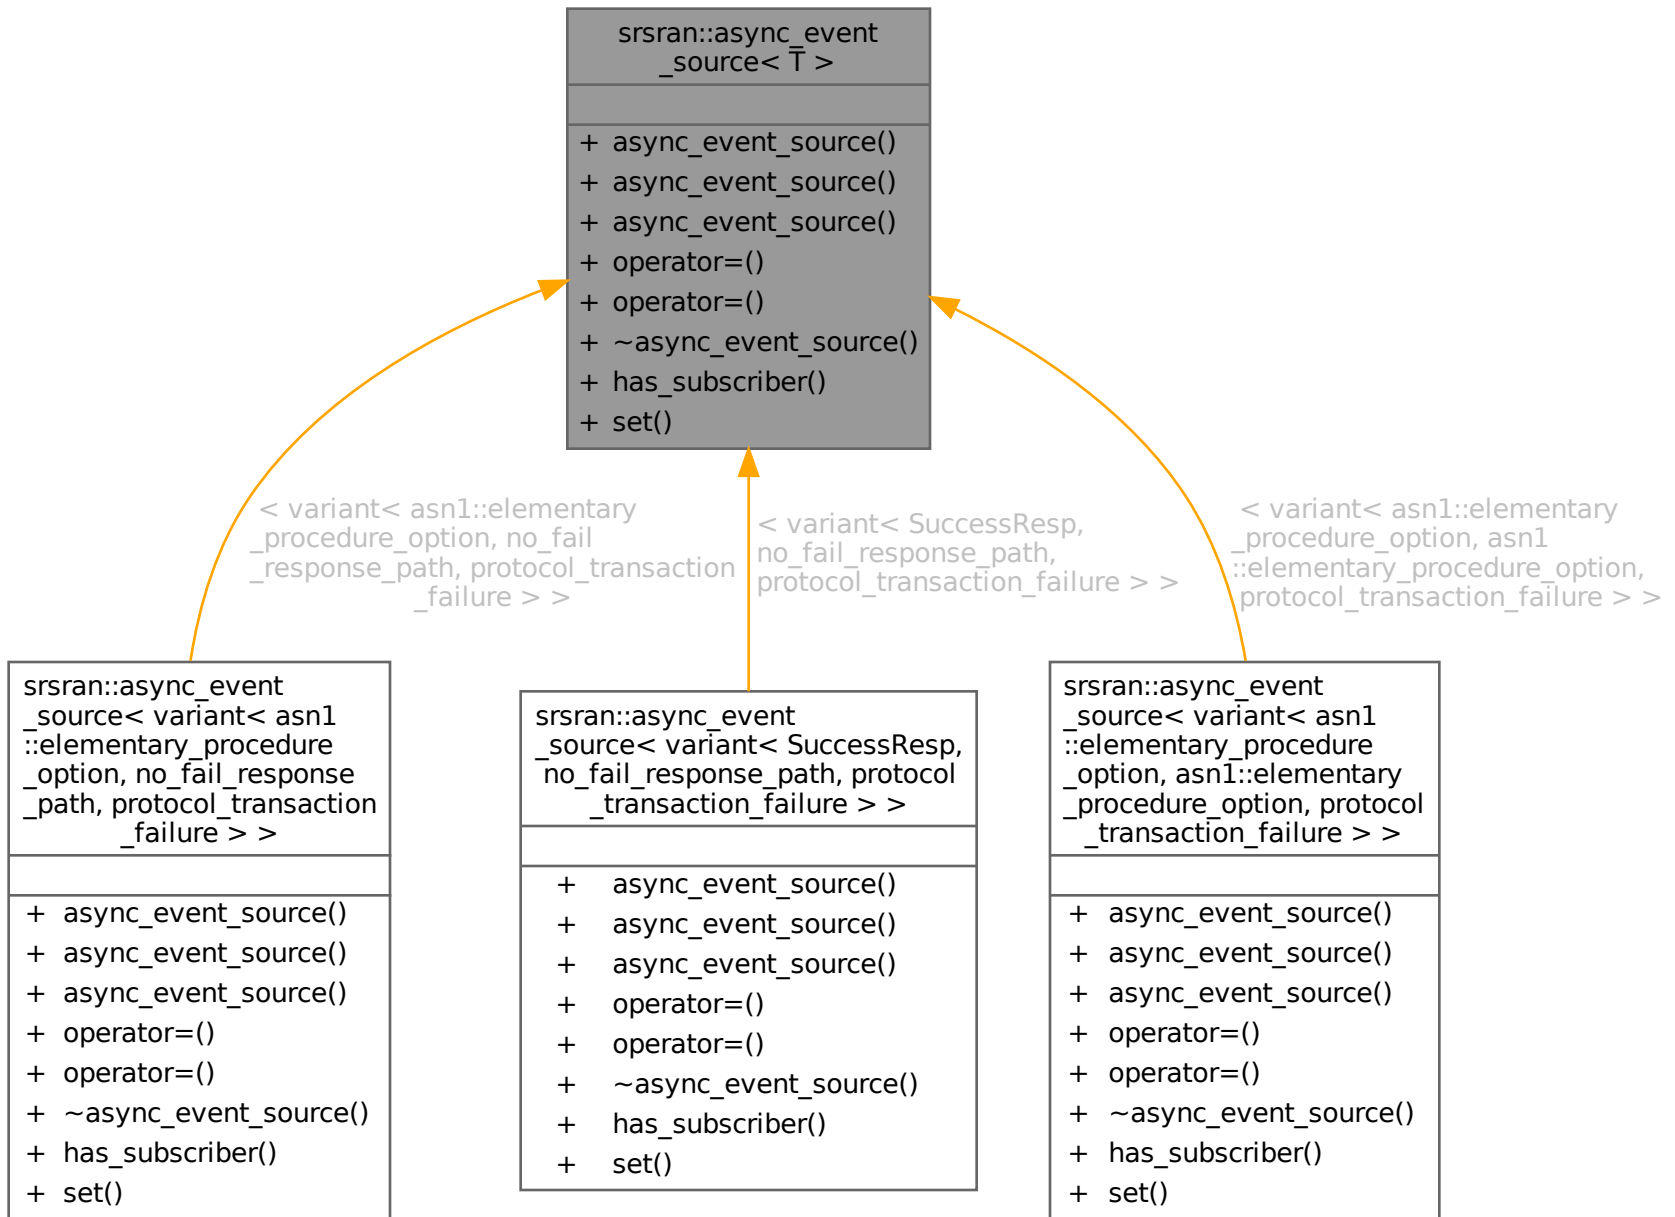 srsran::async_event
_source< T >
+ async_event_source()
+ async_event_source()
+ async_event_source()
+ operator=()
+ operator=()
+ ~async_event_source()
+ has_subscriber()
+ set()
< variant< asn1::elementary
_procedure_option, no_fail
_response_path, protocol_transaction
_failure > >
< variant< SuccessResp,
no_fail_response_path,
protocol_transaction_failure > >
< variant< asn1::elementary
_procedure_option, asn1
::elementary_procedure_option,
protocol_transaction_failure > >
srsran::async_event
_source< variant< asn1
::elementary_procedure
_option, no_fail_response
_path, protocol_transaction
_failure > >
+ async_event_source()
+ async_event_source()
+ async_event_source()
+ operator=()
+ operator=()
+ ~async_event_source()
+ has_subscriber()
+ set()
srsran::async_event
_source< variant< SuccessResp,
no_fail_response_path, protocol
_transaction_failure > >
+ async_event_source()
+ async_event_source()
+ async_event_source()
+ operator=()
+ operator=()
+ ~async_event_source()
+ has_subscriber()
+ set()
srsran::async_event
_source< variant< asn1
::elementary_procedure
_option, asn1::elementary
_procedure_option, protocol
_transaction_failure > >
+ async_event_source()
+ async_event_source()
+ async_event_source()
+ operator=()
+ operator=()
+ ~async_event_source()
+ has_subscriber()
+ set()